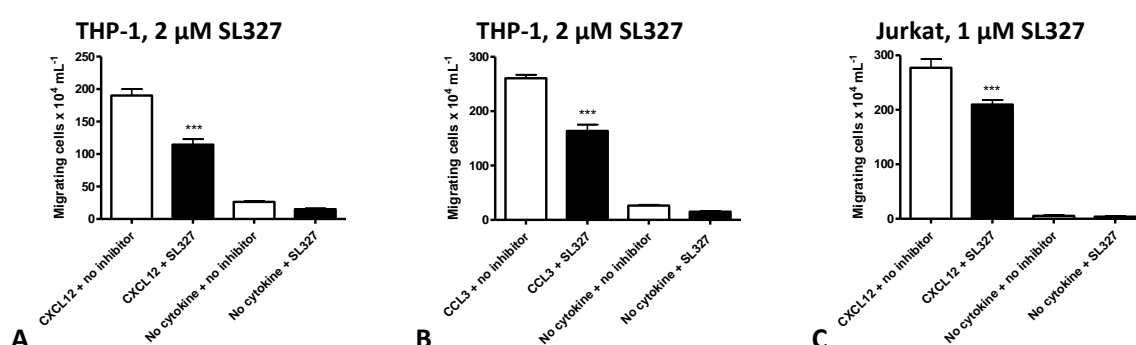 THP-1, 2 µM SL327
Migrating cells x 10⁴ mL⁻¹
250
200
150
100
50
0
***
CXCL12 + no inhibitor
CXCL12 + SL327
No cytokine + no inhibitor
No cytokine + SL327
A
THP-1, 2 µM SL327
Migrating cells x 10⁴ mL⁻¹
300
200
100
0
***
CCL3 + no inhibitor
CCL3 + SL327
No cytokine + no inhibitor
No cytokine + SL327
B
Jurkat, 1 µM SL327
Migrating cells x 10⁴ mL⁻¹
300
200
100
0
***
CXCL12 + no inhibitor
CXCL12 + SL327
No cytokine + no inhibitor
No cytokine + SL327
C